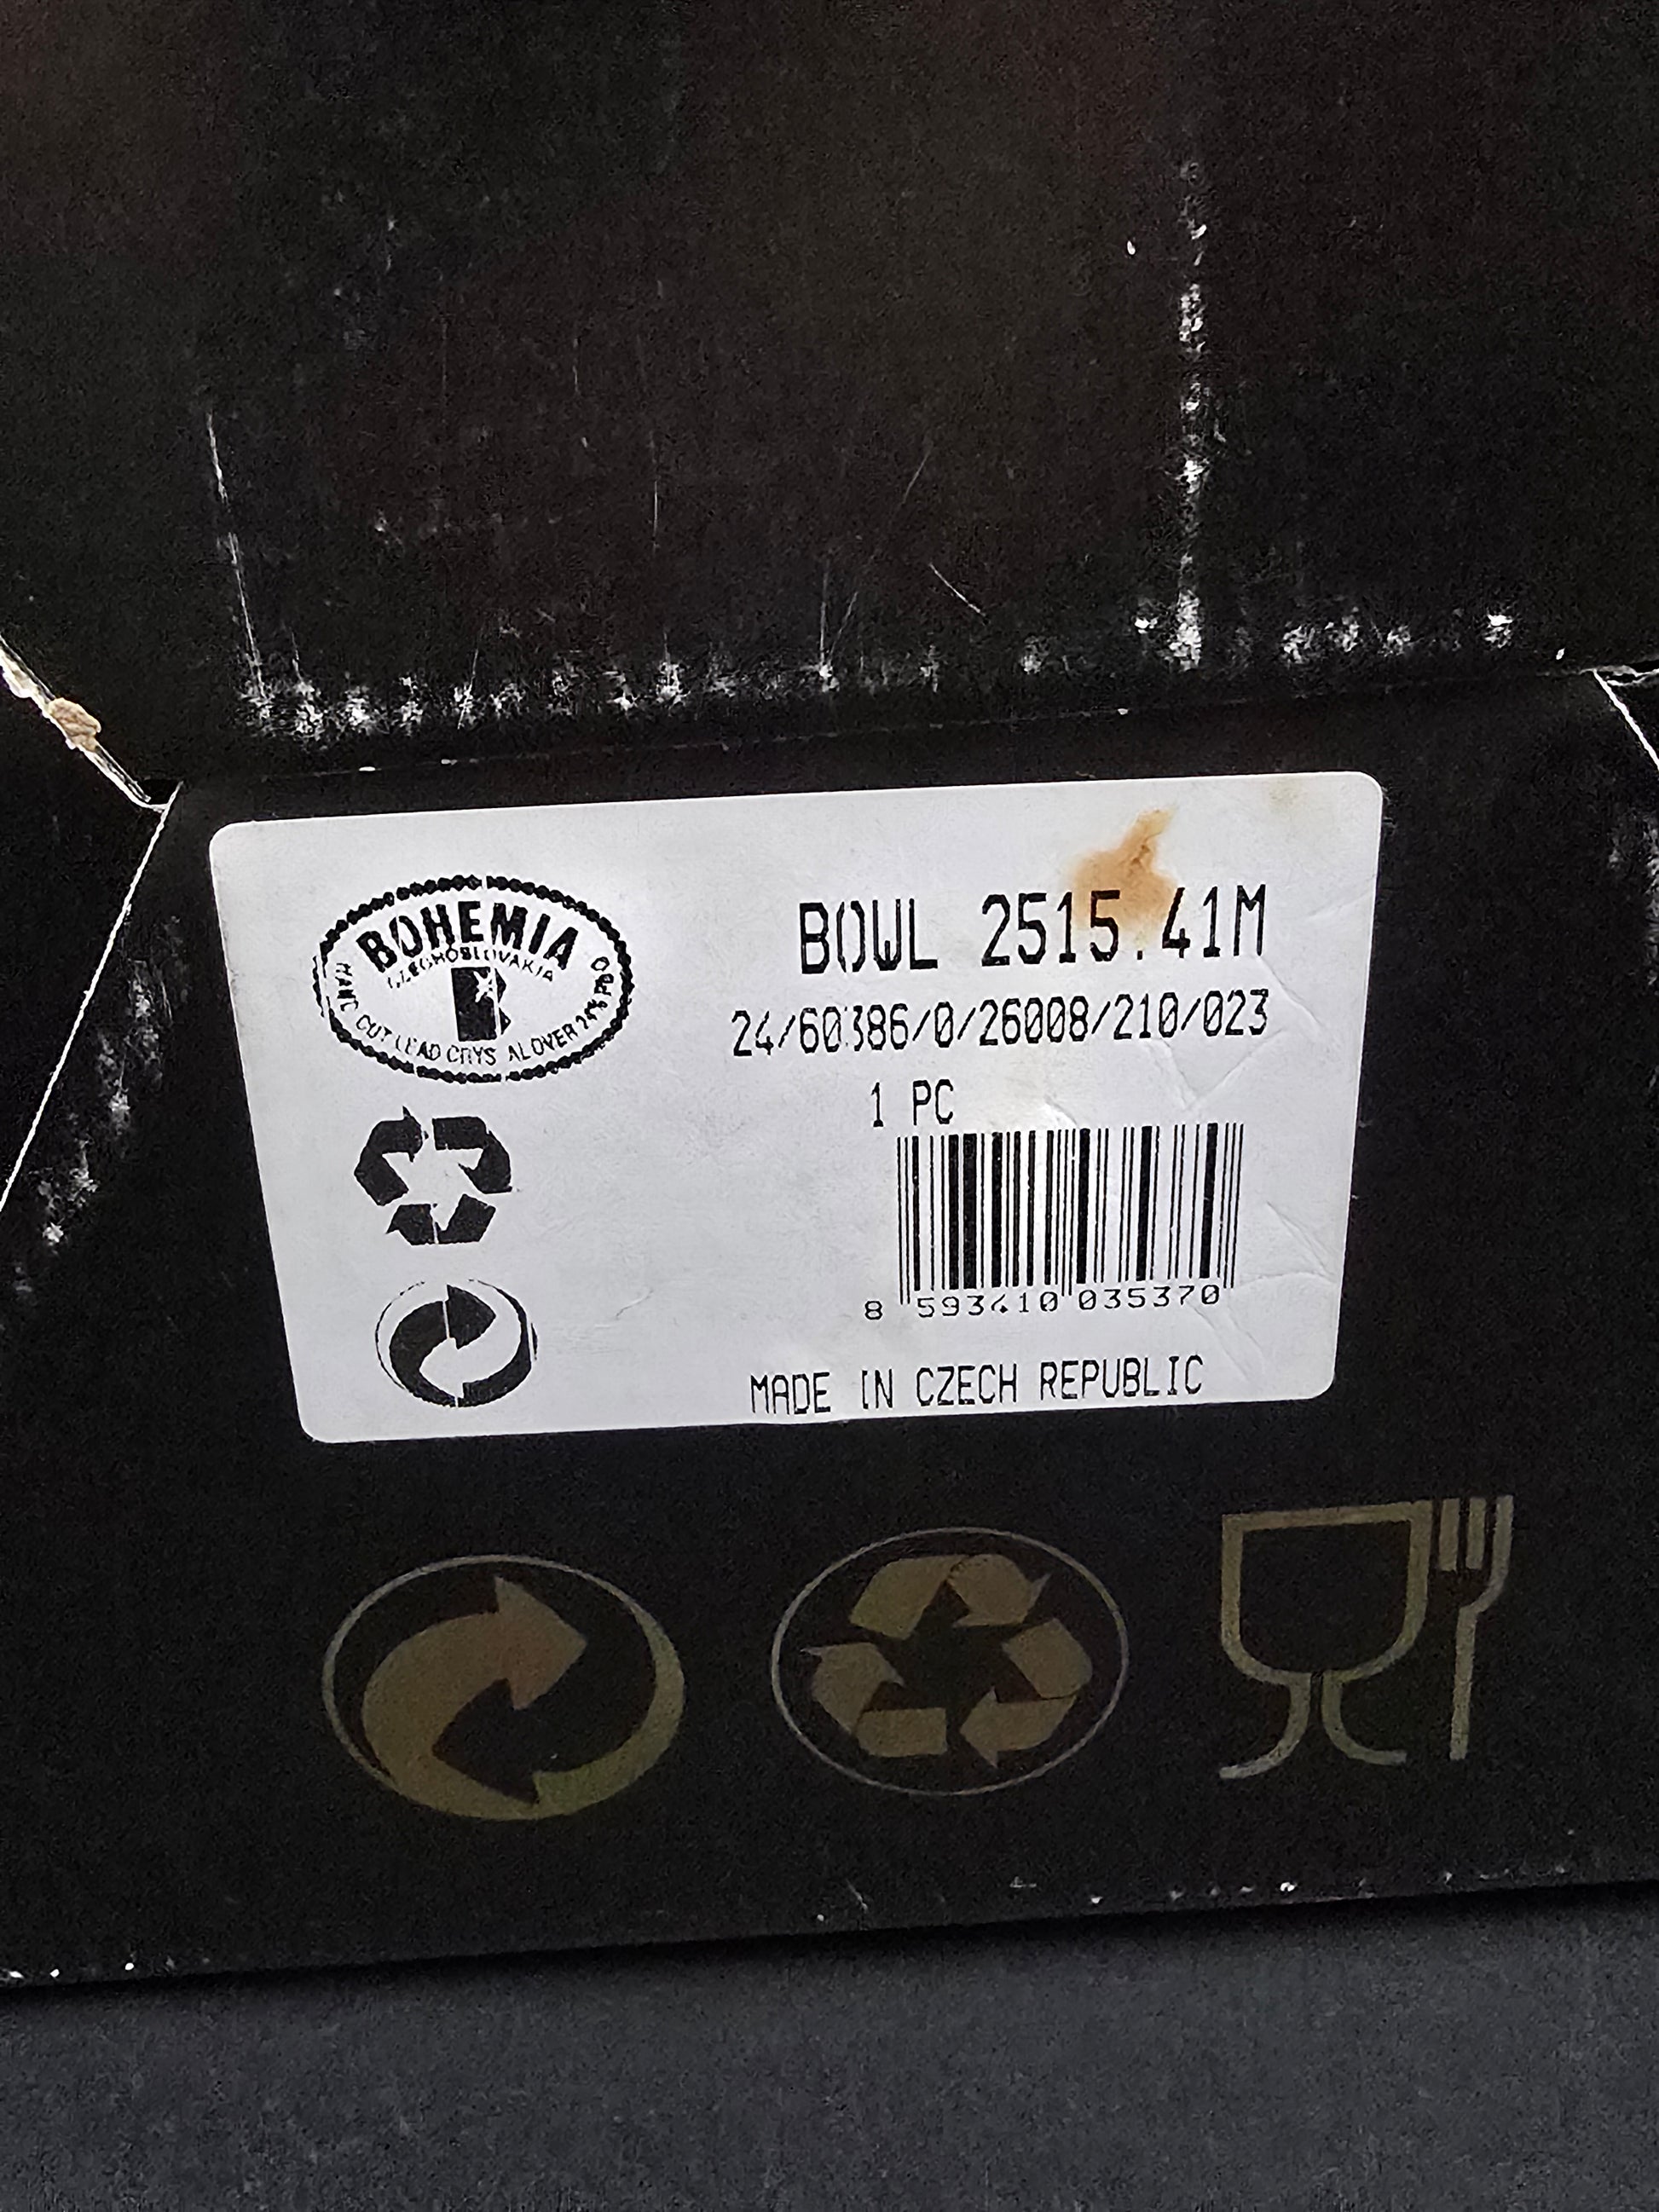 BOHEMIA
CZECHOSLOVAKIA
HAND CUT LEAD CRYSTAL OVER 24% PBO
BOWL 2515.41M
24/60386/0/26008/210/023
1 PC
8 593410 035370
MADE IN CZECH REPUBLIC